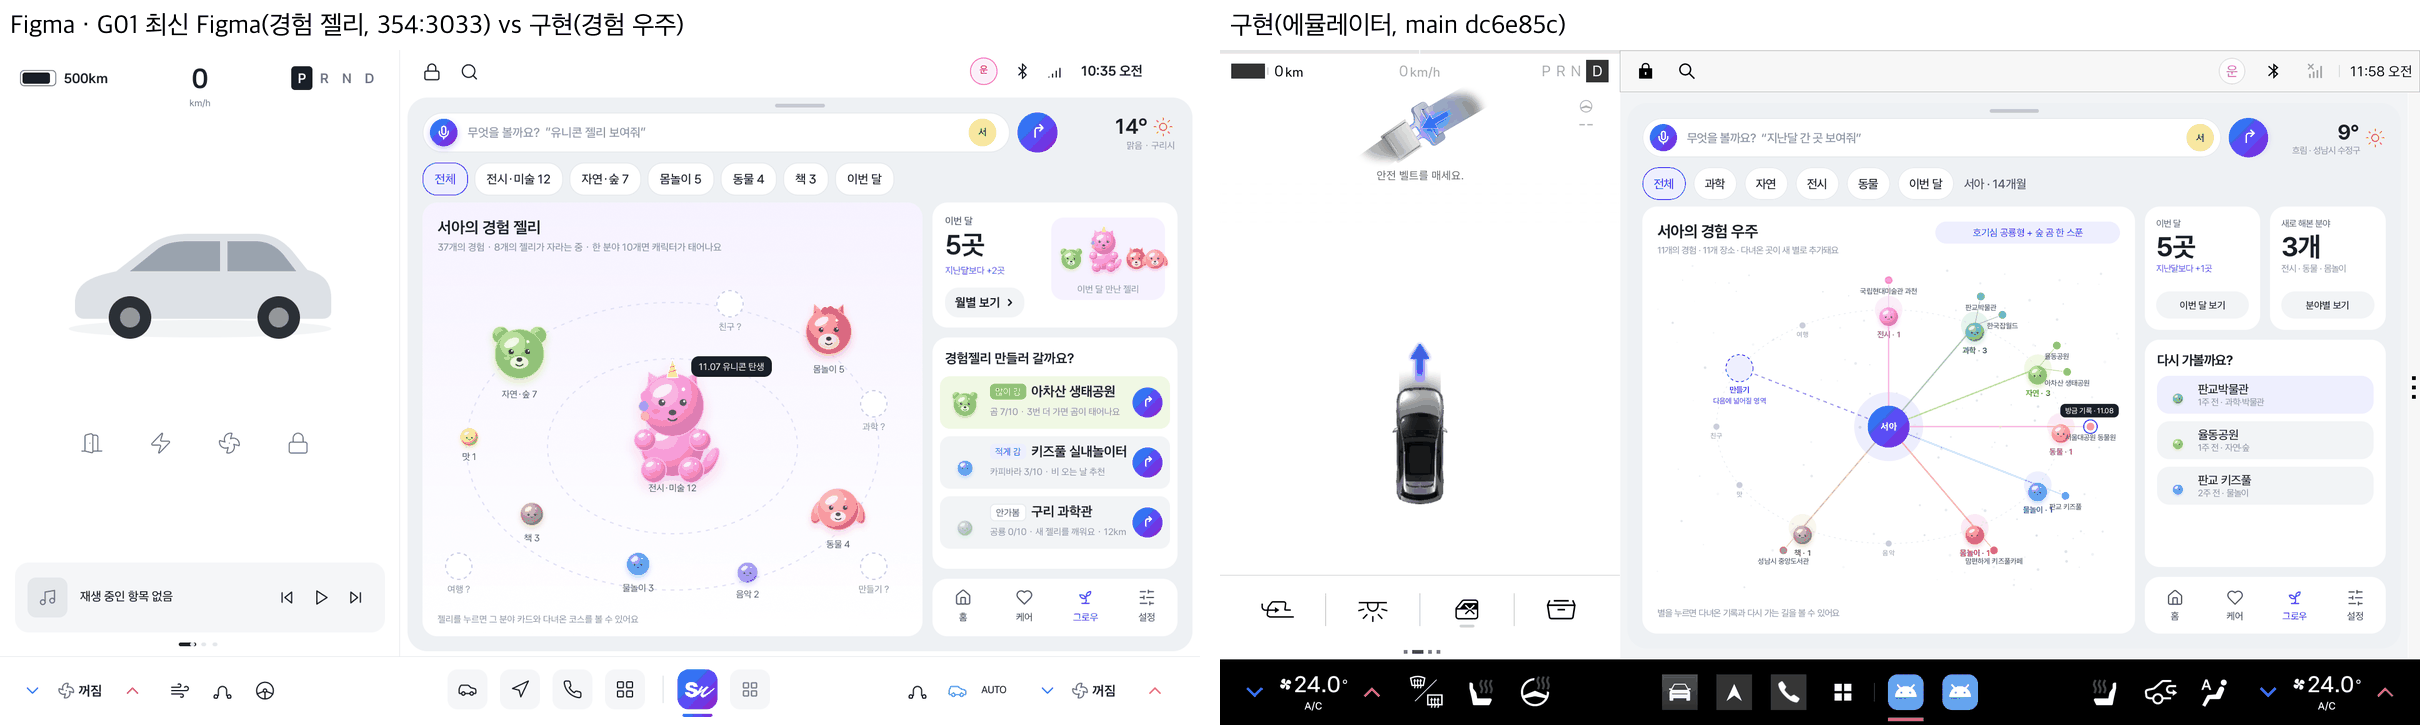 Figma · G01 최신 Figma(경험 젤리, 354:3033) vs 구현(경험 우주)
500km
0
km/h
P R N D
운
10:35 오전
무엇을 볼까요? “유니콘 젤리 보여줘”
서
14°
맑음 · 구리시
전체
전시·미술 12
자연·숲 7
몸놀이 5
동물 4
책 3
이번 달
서아의 경험 젤리
37개의 경험 · 8개의 젤리가 자라는 중 · 한 분야 10개면 캐릭터가 태어나요
친구 ?
자연·숲 7
11.07 유니콘 탄생
몸놀이 5
과학 ?
맛 1
전시·미술 12
책 3
동물 4
여행 ?
물놀이 3
음악 2
만들기 ?
젤리를 누르면 그 분야 카드와 다녀온 코스를 볼 수 있어요
이번 달
5곳
지난달보다 +2곳
월별 보기
이번 달 만난 젤리
경험젤리 만들러 갈까요?
많이 감 아차산 생태공원
곰 7/10 · 3번 더 가면 곰이 태어나요
적게 감 키즈풀 실내놀이터
카피바라 3/10 · 비 오는 날 추천
안가봄 구리 과학관
공룡 0/10 · 새 젤리를 깨워요 · 12km
홈
케어
그로우
설정
재생 중인 항목 없음
꺼짐
AUTO
꺼짐
구현(에뮬레이터, main dc6e85c)
0 km
0 km/h
P R N D
--
안전 벨트를 매세요.
운
11:58 오전
무엇을 볼까요? “지난달 간 곳 보여줘”
서
9°
흐림 · 성남시 수정구
전체
과학
자연
전시
동물
이번 달
서아 · 14개월
서아의 경험 우주
11개의 경험 · 11개 장소 · 다녀온 곳이 새 별로 추가돼요
호기심 공룡형 + 숲 곰 한 스푼
국립현대미술관 과천
전시 · 1
여행
판교박물관
한국잡월드
과학 · 3
율동공원
아차산 생태공원
자연 · 3
만들기
다음에 넓어질 영역
방금 기록 · 11.08
서아
서울대공원 동물원
동물 · 1
친구
맛
물놀이 · 1
판교 키즈풀
책 · 1
성남시 중앙도서관
음악
몸놀이 · 1
맘편하게 키즈풀카페
별을 누르면 다녀온 기록과 다시 가는 길을 볼 수 있어요
이번 달
5곳
지난달보다 +1곳
이번 달 보기
새로 해본 분야
3개
전시 · 동물 · 몸놀이
분야별 보기
다시 가볼까요?
판교박물관
1주 전 · 과학·박물관
율동공원
1주 전 · 자연·숲
판교 키즈풀
2주 전 · 물놀이
홈
케어
그로우
설정
24.0°
A/C
A
24.0°
A/C